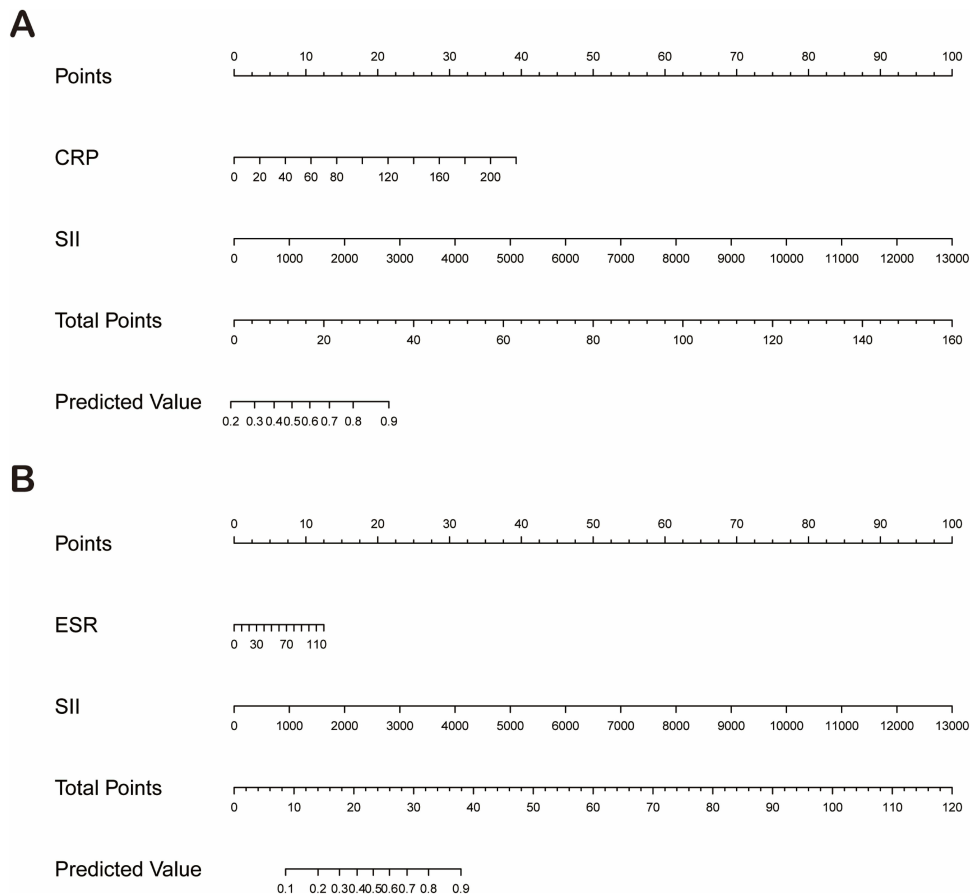 A
0 10 20 30 40 50 60 70 80 90 100
Points
CRP
0 20 40 60 80 120 160 200
SII
0 1000 2000 3000 4000 5000 6000 7000 8000 9000 10000 11000 12000 13000
Total Points
0 20 40 60 80 100 120 140 160
Predicted Value
0.2 0.3 0.4 0.5 0.6 0.7 0.8 0.9
B
0 10 20 30 40 50 60 70 80 90 100
Points
ESR
0 30 70 110
SII
0 1000 2000 3000 4000 5000 6000 7000 8000 9000 10000 11000 12000 13000
Total Points
0 10 20 30 40 50 60 70 80 90 100 110 120
Predicted Value
0.1 0.2 0.3 0.4 0.5 0.6 0.7 0.8 0.9